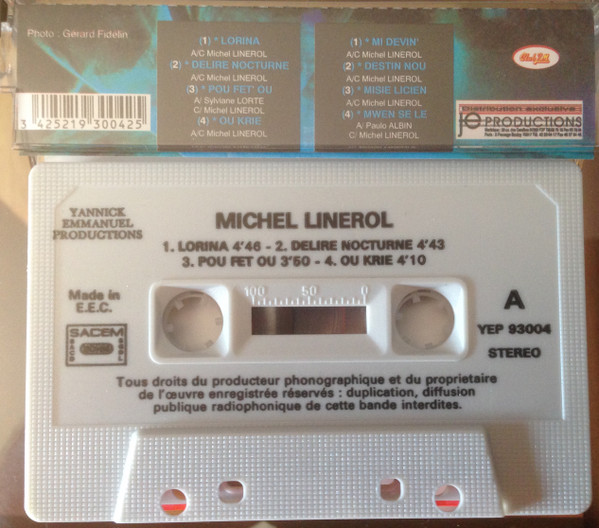 Photo : Gérard Fidelin
(1) * LORINA
A/C Michel LINEROL
(2) * DELIRE NOCTURNE
A/C Michel LINEROL
(3) * POU FET' OU
A/ Sylviane LORTE
C/ Michel LINEROL
(4) * OU KRIE
A/C Michel LINEROL
(1) * MI DEVIN'
A/C Michel LINEROL
(2) * DESTIN NOU
A/C Michel LINEROL
(3) * MISIE LICIEN
A/C Michel LINEROL
(4) * MWEN SE LE
A/ Paulo ALBIN
C/ Michel LINEROL
3 425219 300425
Distribution exclusive
PRODUCTIONS
YANNICK
EMMANUEL
PRODUCTIONS
MICHEL LINEROL
1. LORINA 4'46 - 2. DELIRE NOCTURNE 4'43
3. POU FET OU 3'50 - 4. OU KRIE 4'10
Made in
E.E.C.
100 50 0
A
SACEM
YEP 93004
STEREO
Tous droits du producteur phonographique et du proprietaire
de l'œuvre enregistrée réservés : duplication, diffusion
publique radiophonique de cette bande interdites.